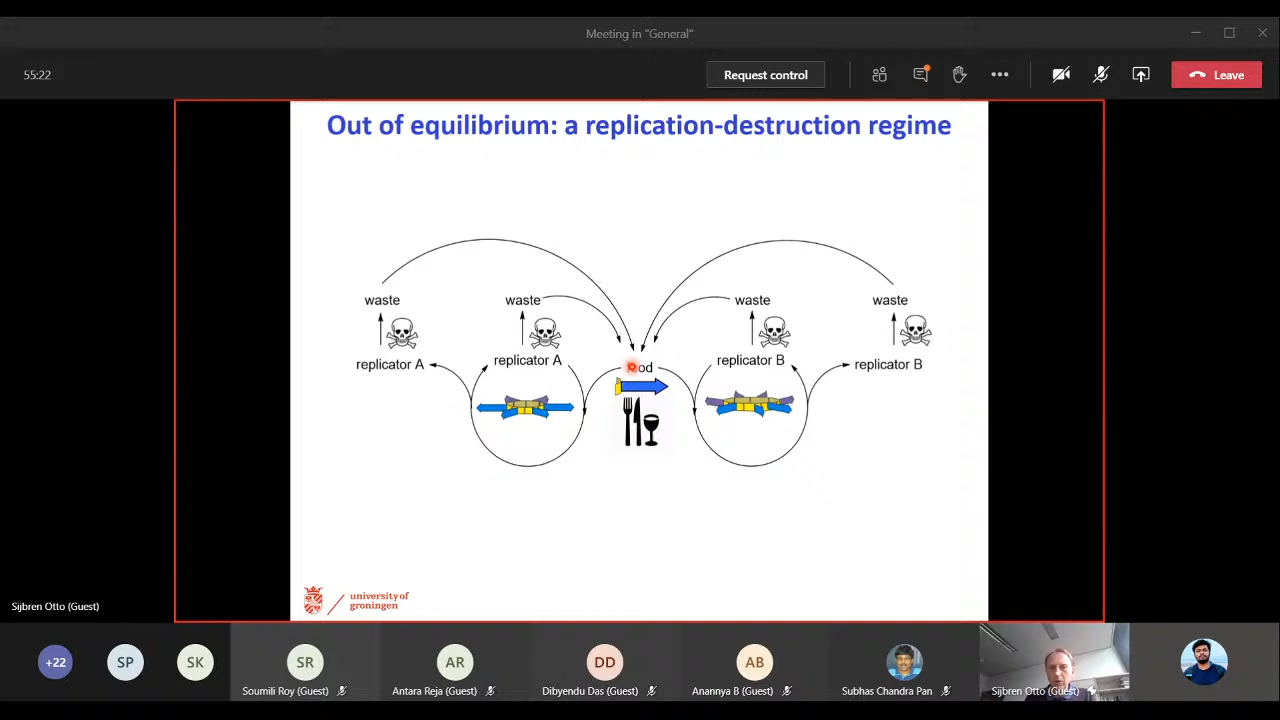 Meeting in "General"
55:22
Request control
Leave
Out of equilibrium: a replication-destruction regime
waste
waste
waste
waste
replicator A
replicator A
replicator B
replicator B
university of
groningen
Sijbren Otto (Guest)
+22
SP
SK
SR
AR
DD
AB
Soumili Roy (Guest)
Antara Reja (Guest)
Dibyendu Das (Guest)
Anannya B (Guest)
Subhas Chandra Pan
Sijbren Otto (Guest)